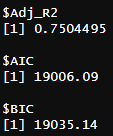 $Adj_R2
[1] 0.7504495
$AIC
[1] 19006.09
$BIC
[1] 19035.14